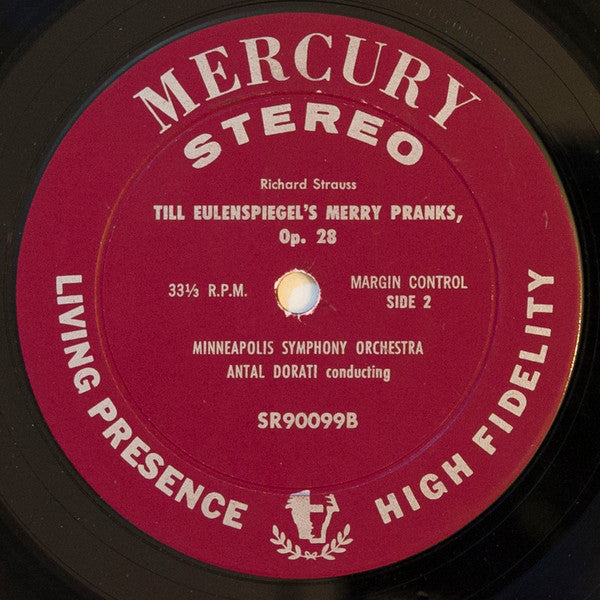 MERCURY
STEREO
Richard Strauss
TILL EULENSPIEGEL'S MERRY PRANKS,
Op. 28
33⅓ R.P.M.
MARGIN CONTROL
SIDE 2
MINNEAPOLIS SYMPHONY ORCHESTRA
ANTAL DORATI conducting
SR90099B
LIVING PRESENCE
HIGH FIDELITY